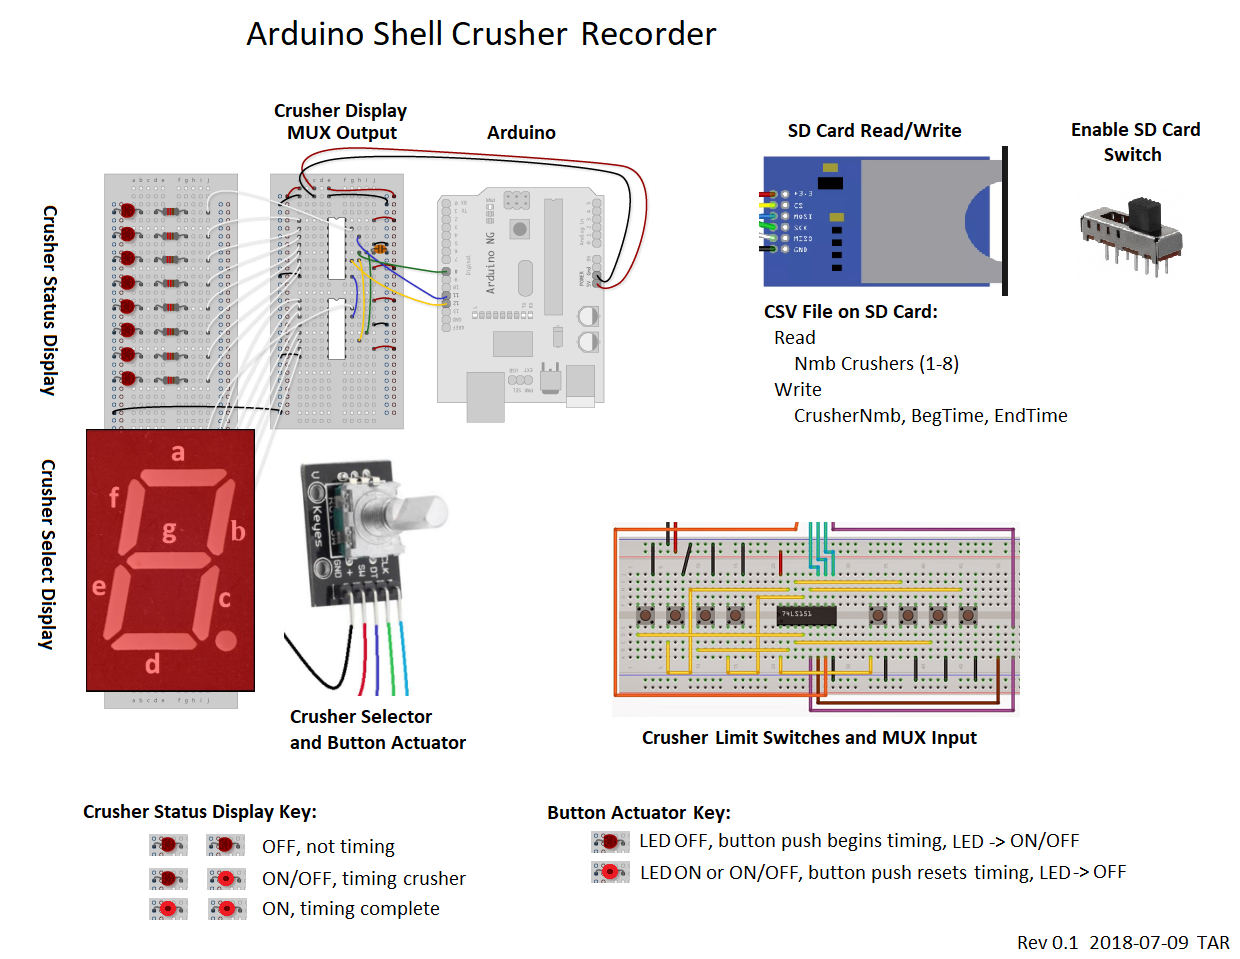 Arduino Shell Crusher Recorder
Crusher Display
MUX Output
Arduino
SD Card Read/Write
Enable SD Card
Switch
Crusher Status Display
a b c d e f g h i j
a b c d e f g h i j
Arduino NG
POWER
+3.3
CS
MOSI
SCK
MISO
GND
CSV File on SD Card:
Read
Nmb Crushers (1-8)
Write
CrusherNmb, BegTime, EndTime
Crusher Select Display
a
f
g
b
e
c
d
a b c d e f g h i j
Keyes
GND
+
SW
DT
CLK
74LS151
Crusher Selector
and Button Actuator
Crusher Limit Switches and MUX Input
Crusher Status Display Key:
OFF, not timing
ON/OFF, timing crusher
ON, timing complete
Button Actuator Key:
LED OFF, button push begins timing, LED -> ON/OFF
LED ON or ON/OFF, button push resets timing, LED -> OFF
Rev 0.1 2018-07-09 TAR